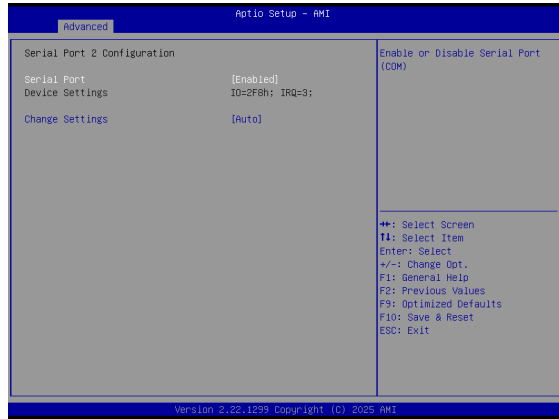 Aptio Setup - AMI
Advanced
Serial Port 2 Configuration
Serial Port [Enabled]
Device Settings IO=2F8h; IRQ=3;
Change Settings [Auto]
Enable or Disable Serial Port
(COM)
→←: Select Screen
↑↓: Select Item
Enter: Select
+/-: Change Opt.
F1: General Help
F2: Previous Values
F9: Optimized Defaults
F10: Save & Reset
ESC: Exit
Version 2.22.1299 Copyright (C) 2025 AMI